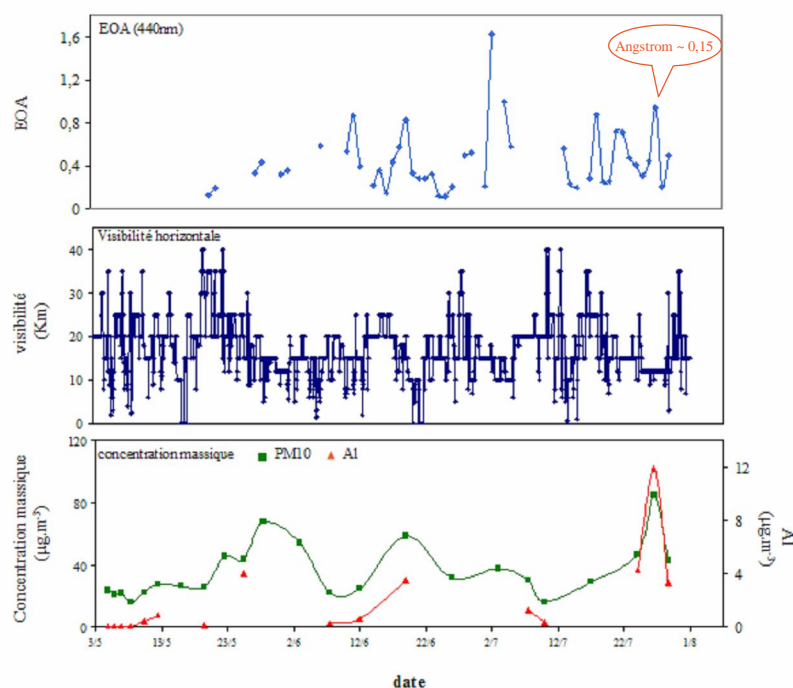 EOA (440nm)
Angstrom ~ 0,15
EOA
1,6
1,2
0,8
0,4
0
Visibilité horizontale
visibilité
(Km)
40
30
20
10
0
concentration massique PM10 Al
Concentration massique
(µg.m-3)
120
80
40
0
12
8
4
0
Al
(µg.m-3)
3/5 13/5 23/5 2/6 12/6 22/6 2/7 12/7 22/7 1/8
date